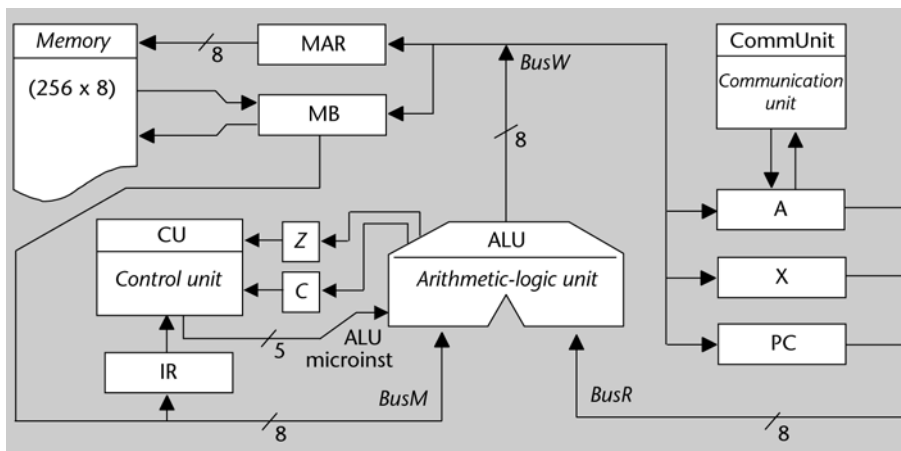 Memory
(256 x 8)
8
MAR
MB
BusW
8
CommUnit
Communication
unit
A
X
PC
CU
Control unit
Z
C
ALU
Arithmetic-logic unit
5
ALU
microinst
IR
BusM
8
BusR
8